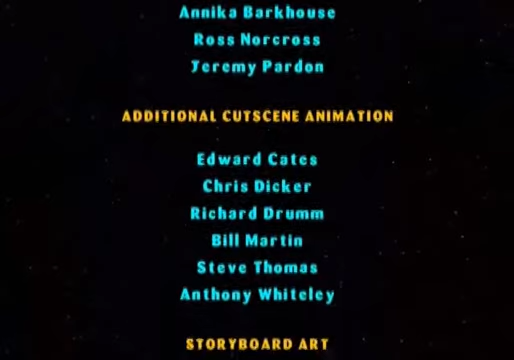 Annika Barkhouse
Ross Norcross
Jeremy Pardon
ADDITIONAL CUTSCENE ANIMATION
Edward Cates
Chris Dicker
Richard Drumm
Bill Martin
Steve Thomas
Anthony Whiteley
STORYBOARD ART